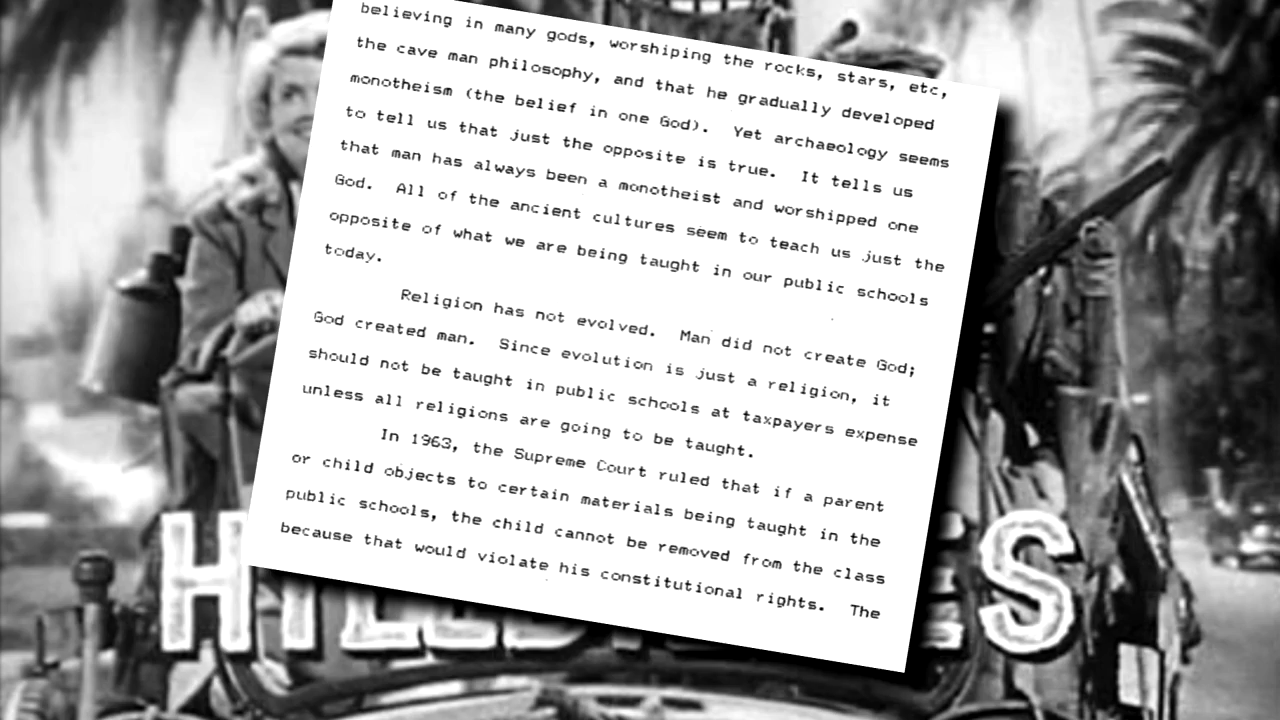 believing in many gods, worshiping the rocks, stars, etc,
the cave man philosophy, and that he gradually developed
monotheism (the belief in one God).  Yet archaeology seems
to tell us that just the opposite is true.  It tells us
that man has always been a monotheist and worshipped one
God.  All of the ancient cultures seem to teach us just the
opposite of what we are being taught in our public schools
today.
Religion has not evolved.  Man did not create God;
God created man.  Since evolution is just a religion, it
should not be taught in public schools at taxpayers expense
unless all religions are going to be taught.
In 1963, the Supreme Court ruled that if a parent
or child objects to certain materials being taught in the
public schools, the child cannot be removed from the class
because that would violate his constitutional rights.  The